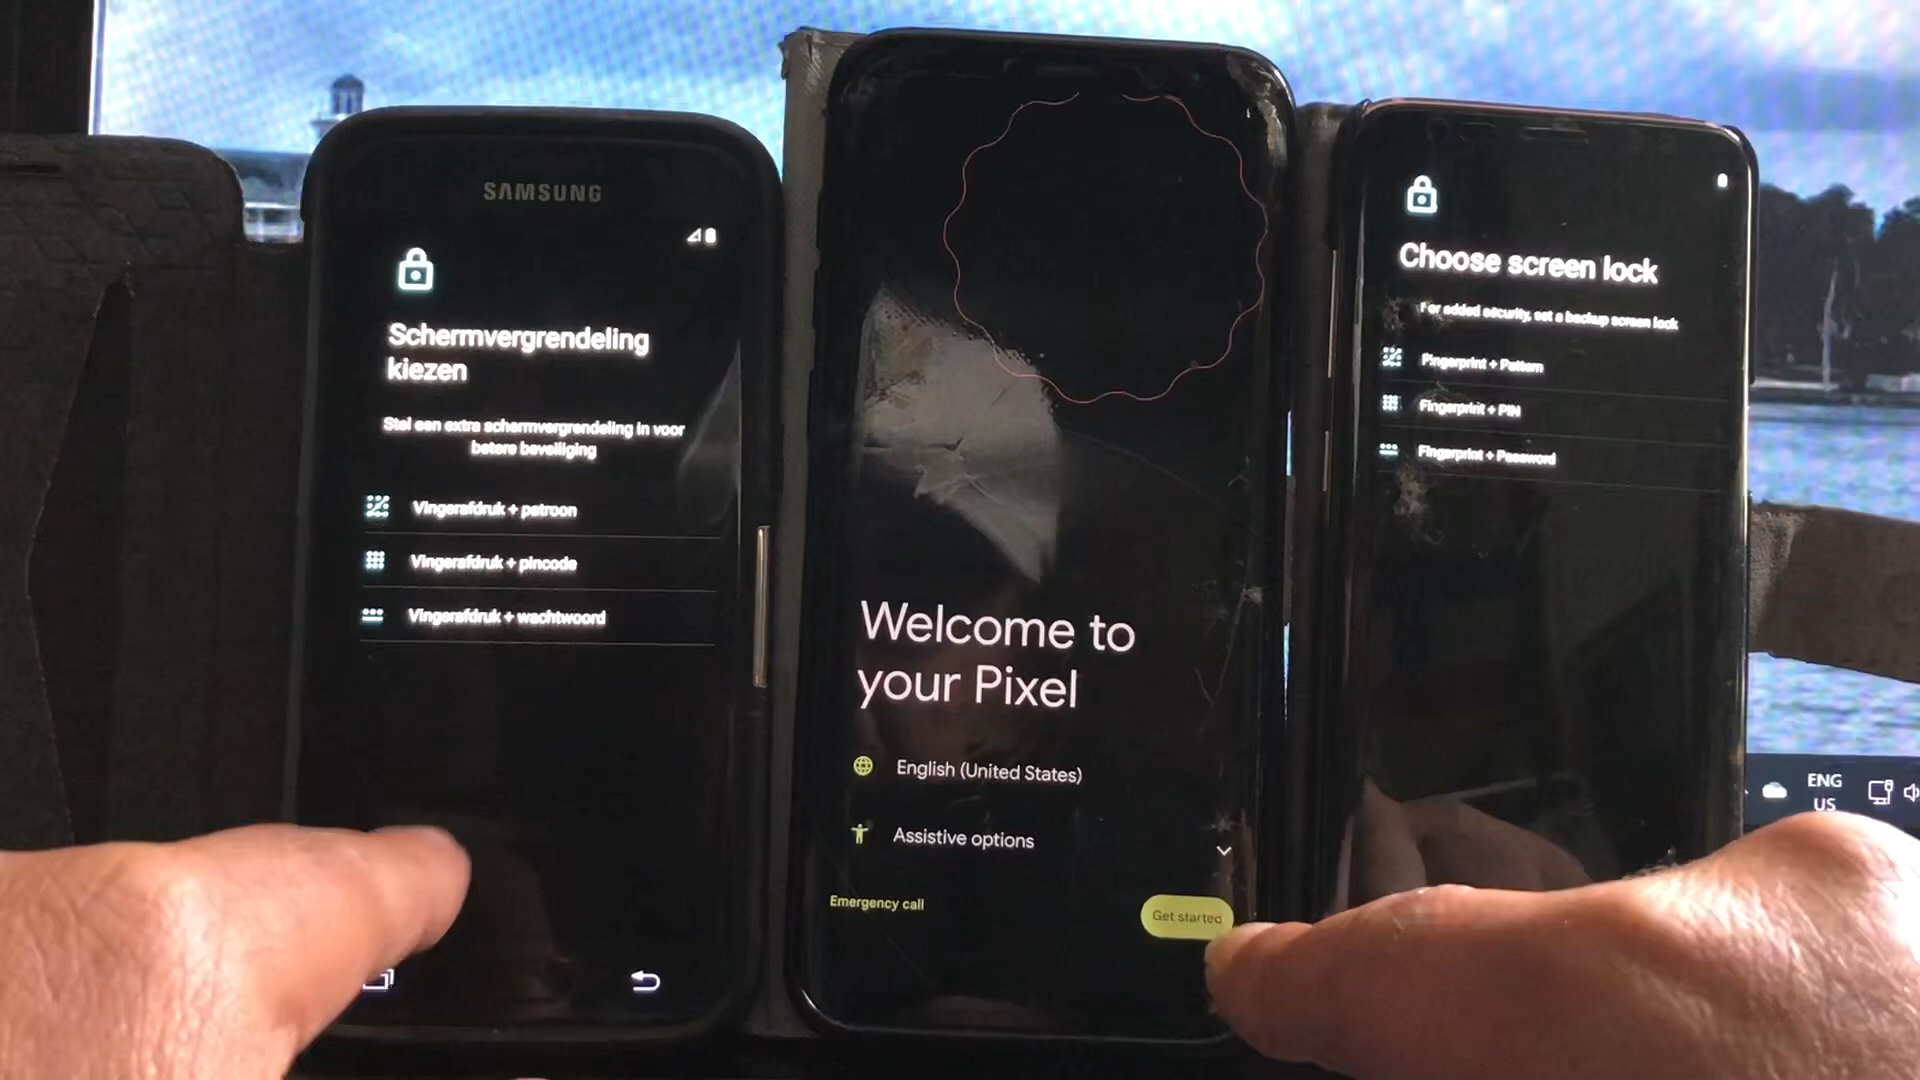 SAMSUNG
Schermvergrendeling
kiezen
Stel een extra schermvergrendeling in voor
betere beveiliging
Vingerafdruk + patroon
Vingerafdruk + pincode
Vingerafdruk + wachtwoord
Welcome to
your Pixel
English (United States)
Assistive options
Emergency call
Get started
Choose screen lock
For added security, set a backup screen lock
Fingerprint + Pattern
Fingerprint + PIN
Fingerprint + Password
ENG
US